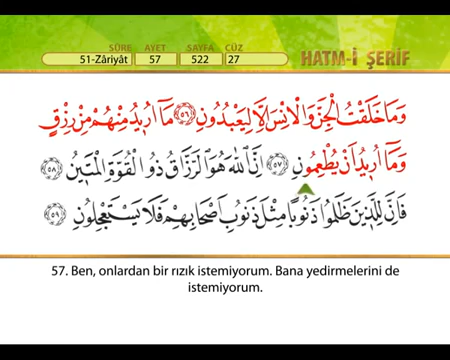 SÛRE AYET SAYFA CÜZ
51-Zâriyât 57 522 27
HATM-İ ŞERİF
وَمَا خَلَقْتُ الْجِنَّ وَالْاِنْسَ اِلَّا لِيَعْبُدُونِ ﴿٥٦﴾ مَٓا اُر۪يدُ مِنْهُمْ مِنْ رِزْقٍ
وَمَٓا اُر۪يدُ اَنْ يُطْعِمُونِ ﴿٥٧﴾ اِنَّ اللّٰهَ هُوَ الرَّزَّاقُ ذُو الْقُوَّةِ الْمَت۪ينُ ﴿٥٨﴾
فَاِنَّ لِلَّذ۪ينَ ظَلَمُوا ذَنُوبًا مِثْلَ ذَنُوبِ اَصْحَابِهِمْ فَلَا يَسْتَعْجِلُونِ ﴿٥٩﴾
57. Ben, onlardan bir rızık istemiyorum. Bana yedirmelerini de
istemiyorum.